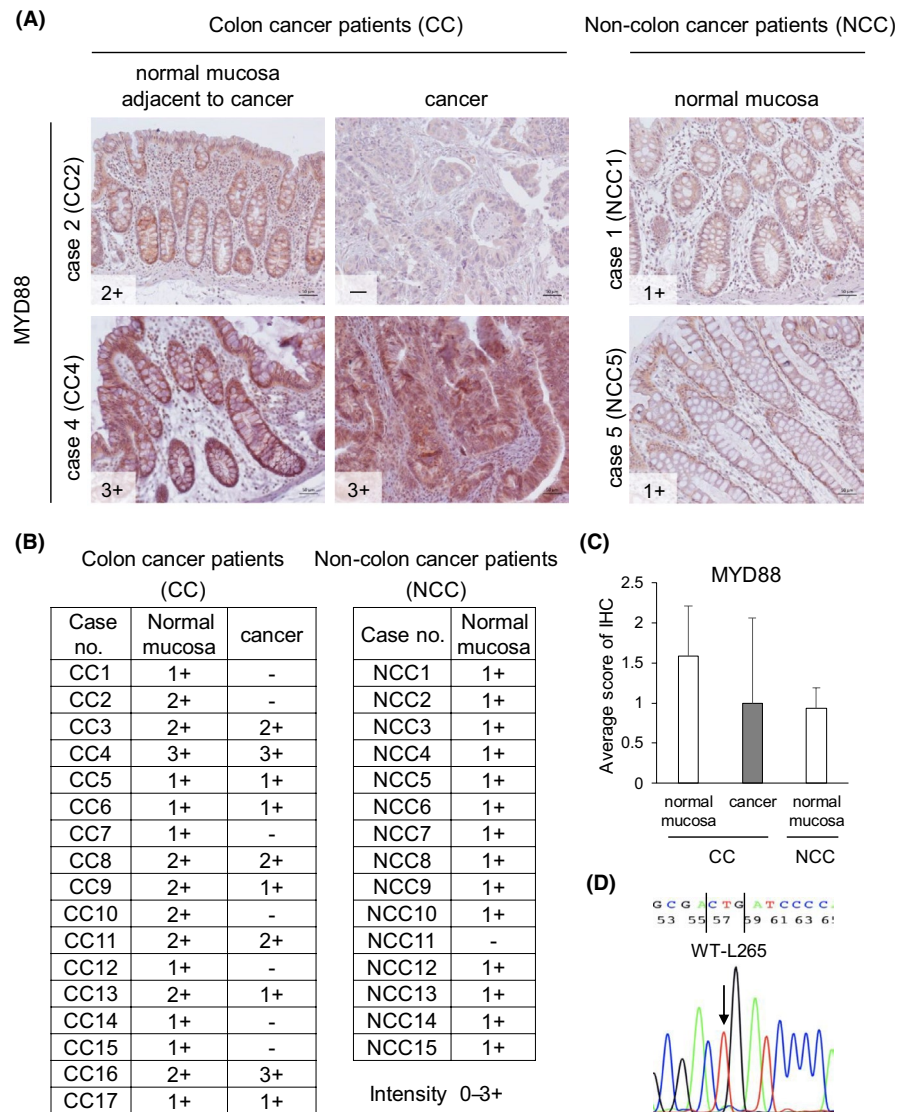 (A)
Colon cancer patients (CC)
Non-colon cancer patients (NCC)
normal mucosa
adjacent to cancer
cancer
normal mucosa
MYD88
case 2 (CC2)
2+
–
case 1 (NCC1)
1+
case 4 (CC4)
3+
3+
case 5 (NCC5)
1+
(B)
Colon cancer patients
(CC)
Case no. Normal mucosa cancer
CC1 1+ -
CC2 2+ -
CC3 2+ 2+
CC4 3+ 3+
CC5 1+ 1+
CC6 1+ 1+
CC7 1+ -
CC8 2+ 2+
CC9 2+ 1+
CC10 2+ -
CC11 2+ 2+
CC12 1+ -
CC13 2+ 1+
CC14 1+ -
CC15 1+ -
CC16 2+ 3+
CC17 1+ 1+
Non-colon cancer patients
(NCC)
Case no. Normal mucosa
NCC1 1+
NCC2 1+
NCC3 1+
NCC4 1+
NCC5 1+
NCC6 1+
NCC7 1+
NCC8 1+
NCC9 1+
NCC10 1+
NCC11 -
NCC12 1+
NCC13 1+
NCC14 1+
NCC15 1+
Intensity 0–3+
(C)
MYD88
Average score of IHC
2.5
2
1.5
1
0.5
0
normal mucosa
cancer
normal mucosa
CC
NCC
(D)
G C G A C T G A T C C C C
53 55 57 59 61 63
WT-L265